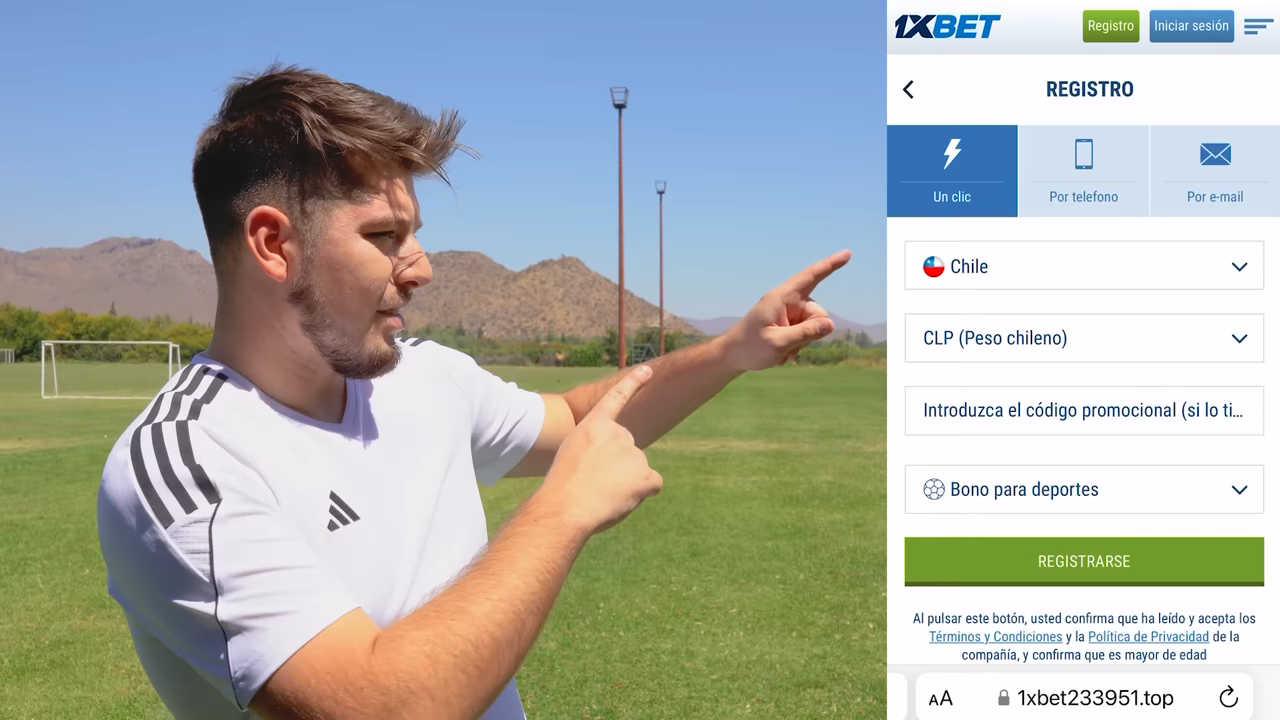 1XBET
Registro
Iniciar sesión
REGISTRO
Un clic
Por telefono
Por e-mail
Chile
CLP (Peso chileno)
Introduzca el código promocional (si lo ti...
Bono para deportes
REGISTRARSE
Al pulsar este botón, usted confirma que ha leído y acepta los
Términos y Condiciones y la Política de Privacidad de la
compañía, y confirma que es mayor de edad
AA
1xbet233951.top